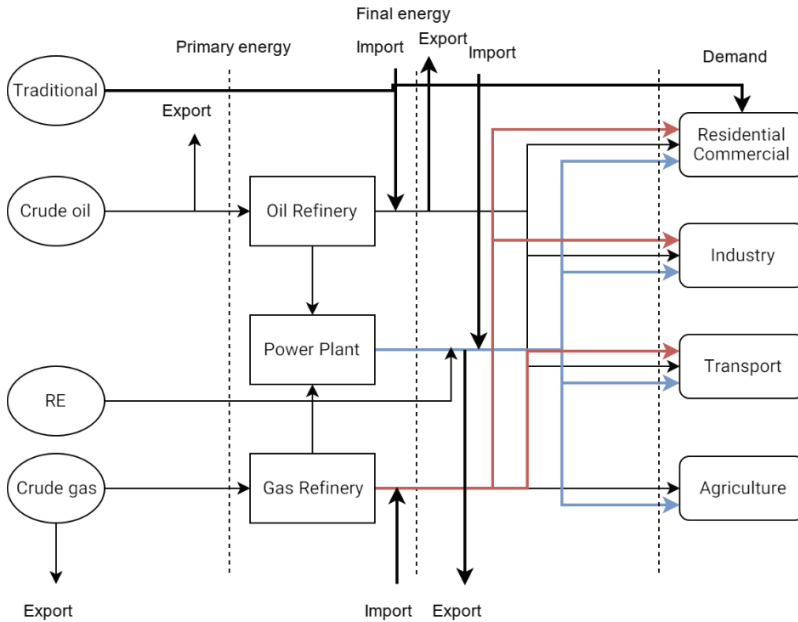 Final energy
Primary energy
Import
Export
Import
Demand
Traditional
Export
Residential
Commercial
Crude oil
Oil Refinery
Industry
Power Plant
Transport
RE
Crude gas
Gas Refinery
Agriculture
Export
Import
Export